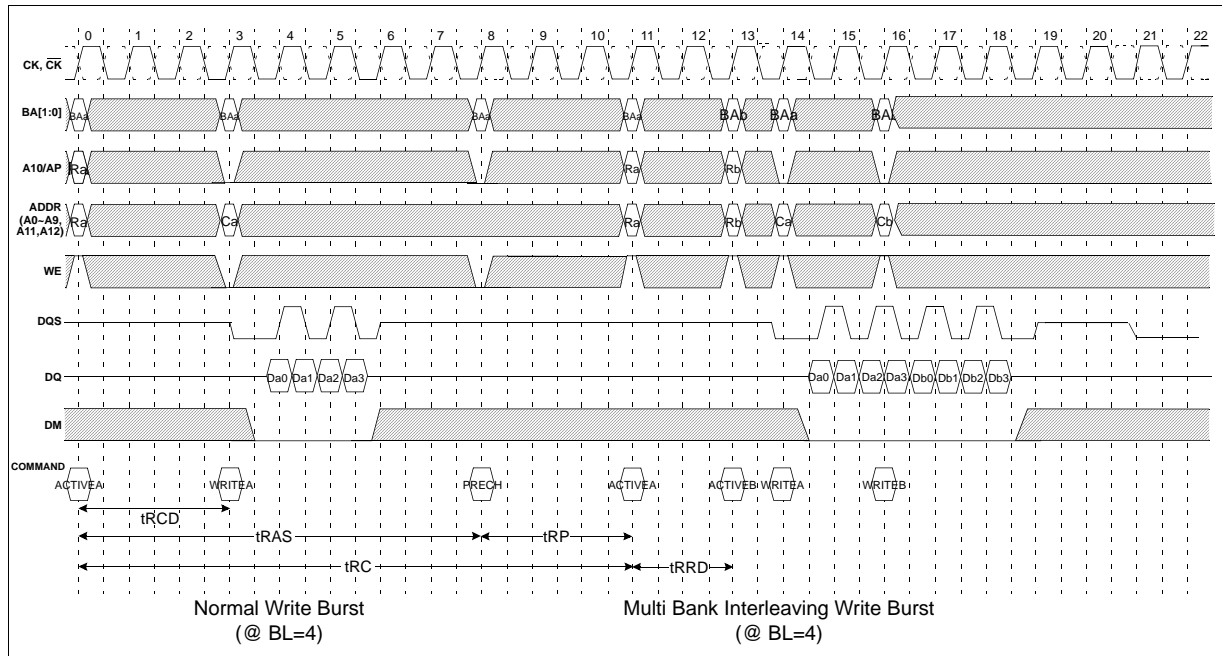 0 1 2 3 4 5 6 7 8 9 10 11 12 13 14 15 16 17 18 19 20 21 22
CK, CK
BA[1:0] BAa BAa BAa BAa BAb BAa
A10/AP Ra Ra Rb
ADDR
(A0~A9,
A11,A12)
Ra Ca Ra Rb Ca Cb
WE
DQS
DQ Da0 Da1 Da2 Da3 Da0 Da1 Da2 Da3 Db0 Db1 Db2 Db3
DM
COMMAND
ACTIVEA WRITEA PRECH ACTIVEA ACTIVEB WRITEA WRITEB
tRCD
tRAS tRP
tRC tRRD
Normal Write Burst Multi Bank Interleaving Write Burst
(@ BL=4) (@ BL=4)